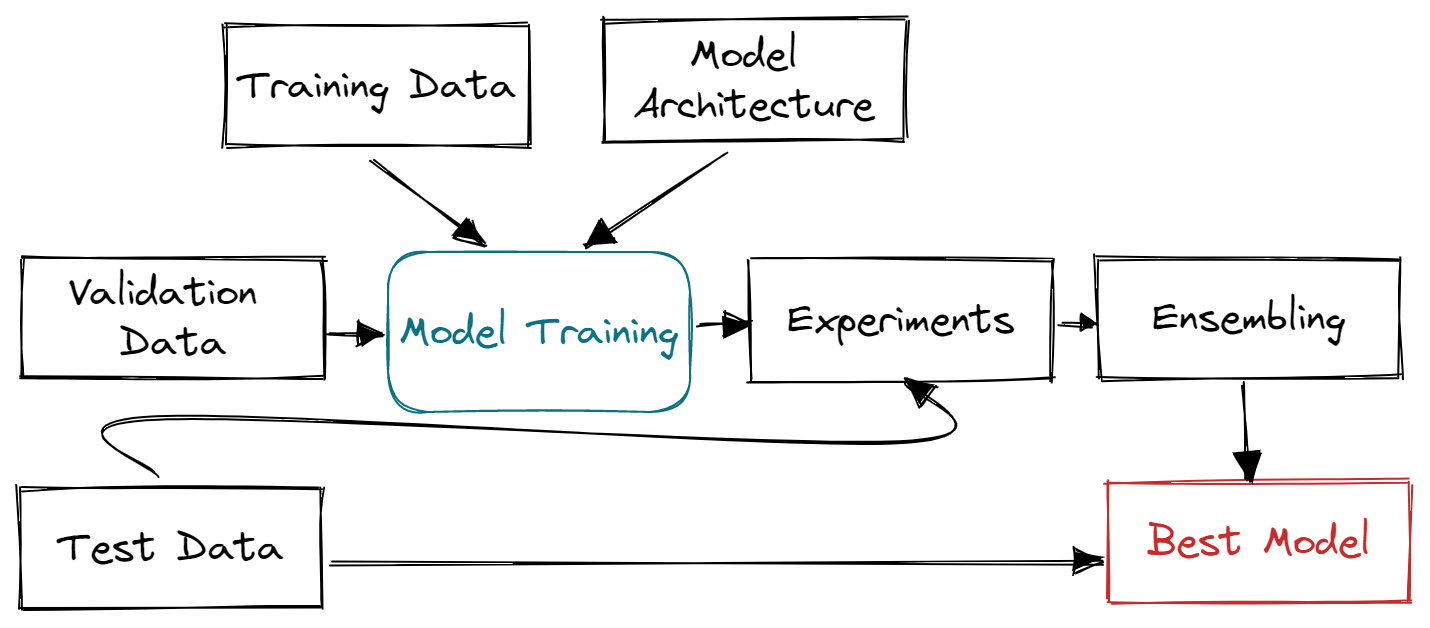 Training Data
Model
Architecture
Validation
Data
Model Training
Experiments
Ensembling
Test Data
Best Model